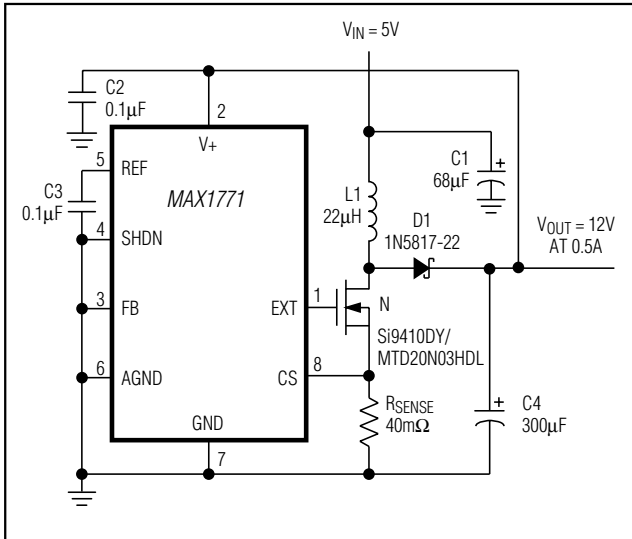 V_IN = 5V
C2
0.1µF
2
V+
5
REF
C1
68µF
C3
0.1µF
MAX1771
L1
22µH
D1
1N5817-22
V_OUT = 12V
AT 0.5A
4
SHDN
3
FB
EXT
1
N
Si9410DY/
MTD20N03HDL
6
AGND
CS
8
R_SENSE
40mΩ
C4
300µF
GND
7